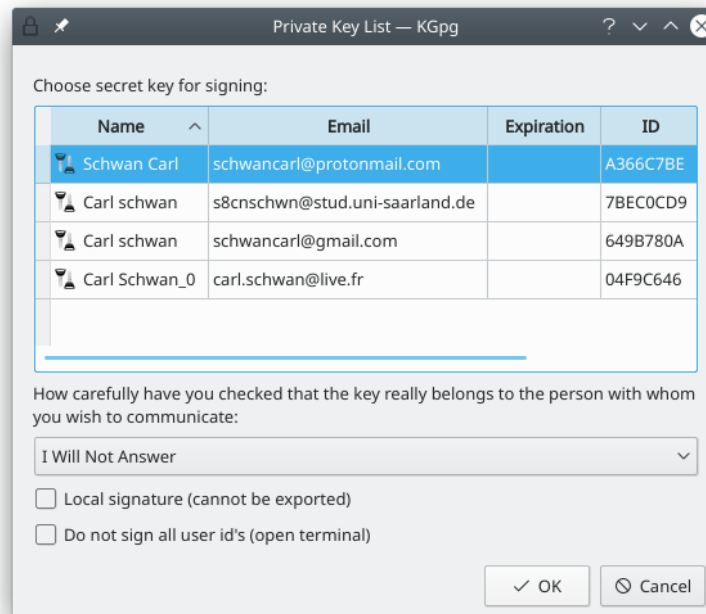 Private Key List — KGpg
Choose secret key for signing:
Name Email Expiration ID
Schwan Carl schwancarl@protonmail.com A366C7BE
Carl schwan s8cnschwn@stud.uni-saarland.de 7BEC0CD9
Carl schwan schwancarl@gmail.com 649B780A
Carl Schwan_0 carl.schwan@live.fr 04F9C646
How carefully have you checked that the key really belongs to the person with whom
you wish to communicate:
I Will Not Answer
Local signature (cannot be exported)
Do not sign all user id's (open terminal)
OK Cancel